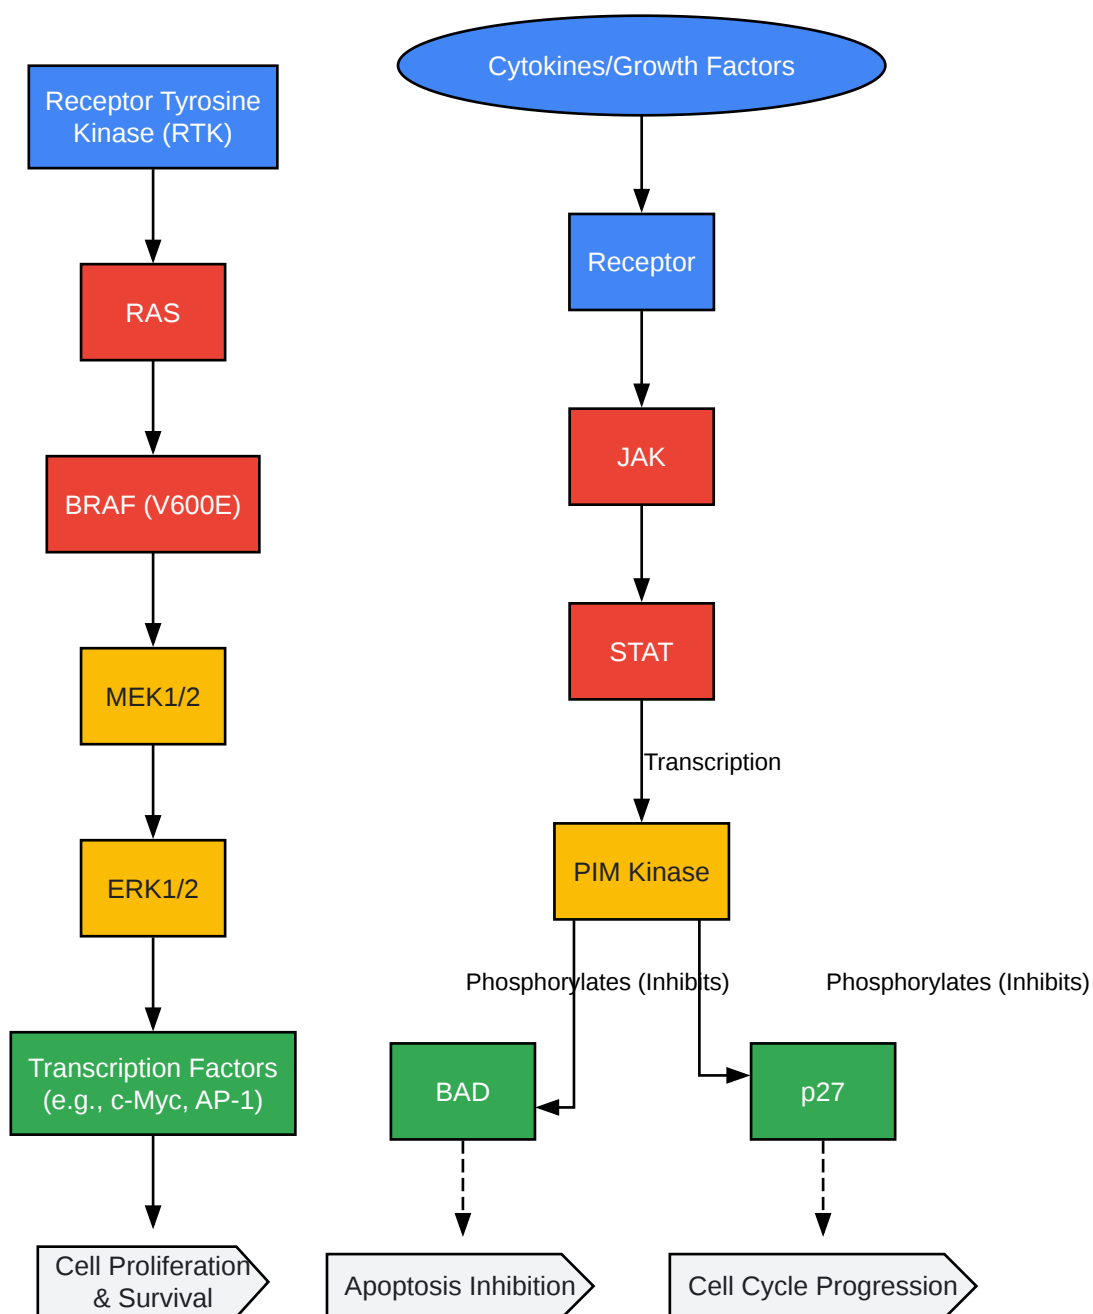 Receptor Tyrosine
Kinase (RTK)
RAS
BRAF (V600E)
MEK1/2
ERK1/2
Transcription Factors
(e.g., c-Myc, AP-1)
Cell Proliferation
& Survival
Cytokines/Growth Factors
Receptor
JAK
STAT
Transcription
PIM Kinase
Phosphorylates (Inhibits)
Phosphorylates (Inhibits)
BAD
p27
Apoptosis Inhibition
Cell Cycle Progression